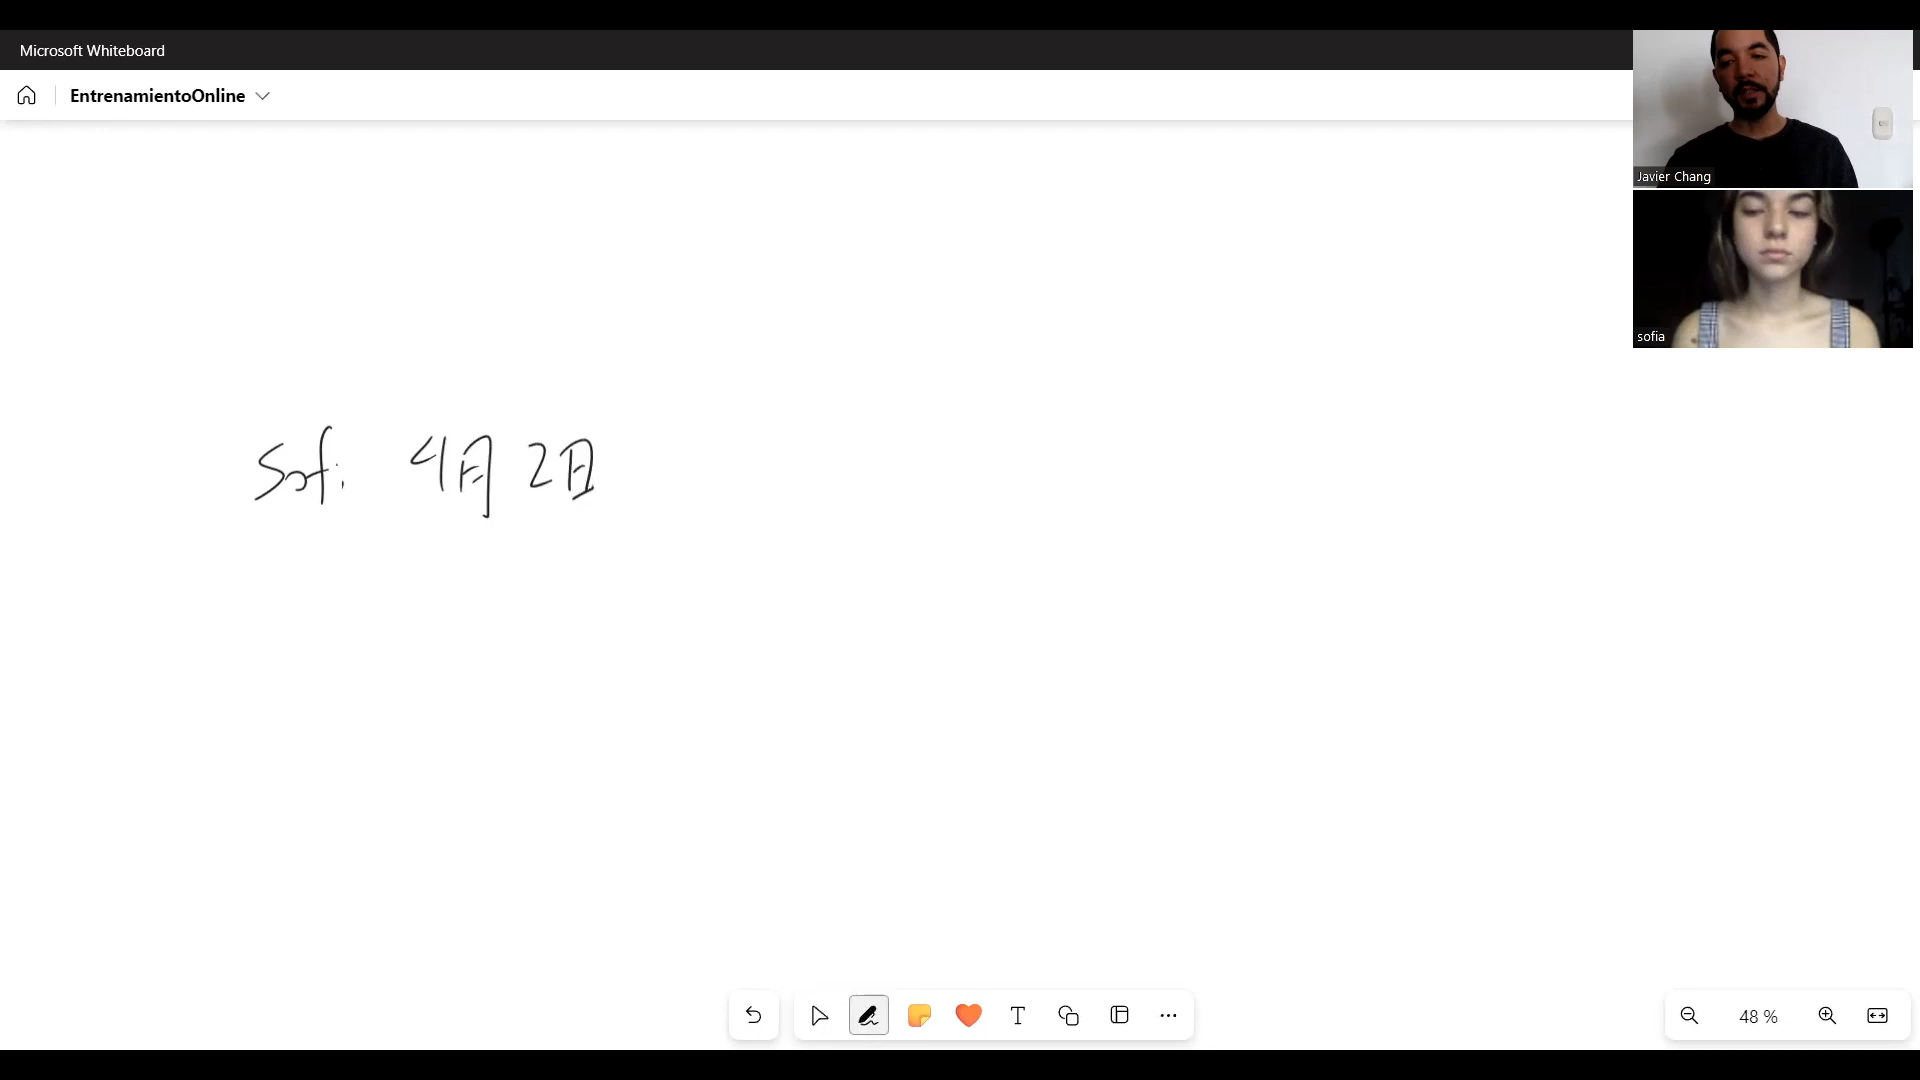 Microsoft Whiteboard
EntrenamientoOnline
Javier Chang
sofia
Sofi 4月2日
48 %